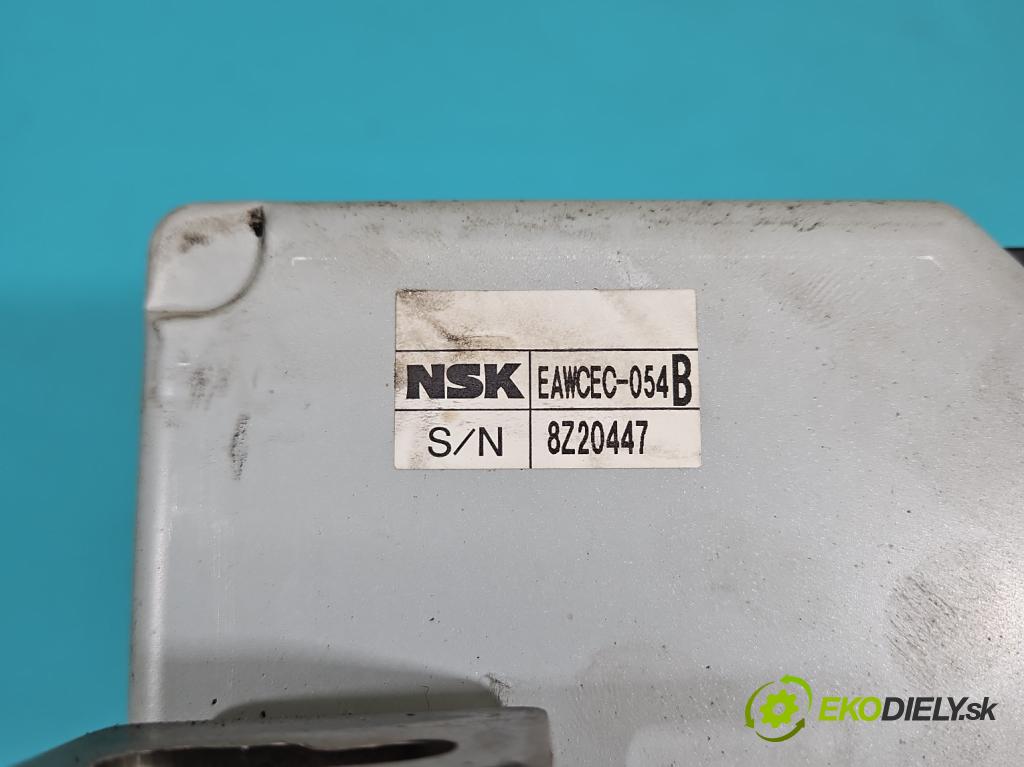 NSK EAWCEC-054B
S/N 8Z20447
EKODIELY.sk